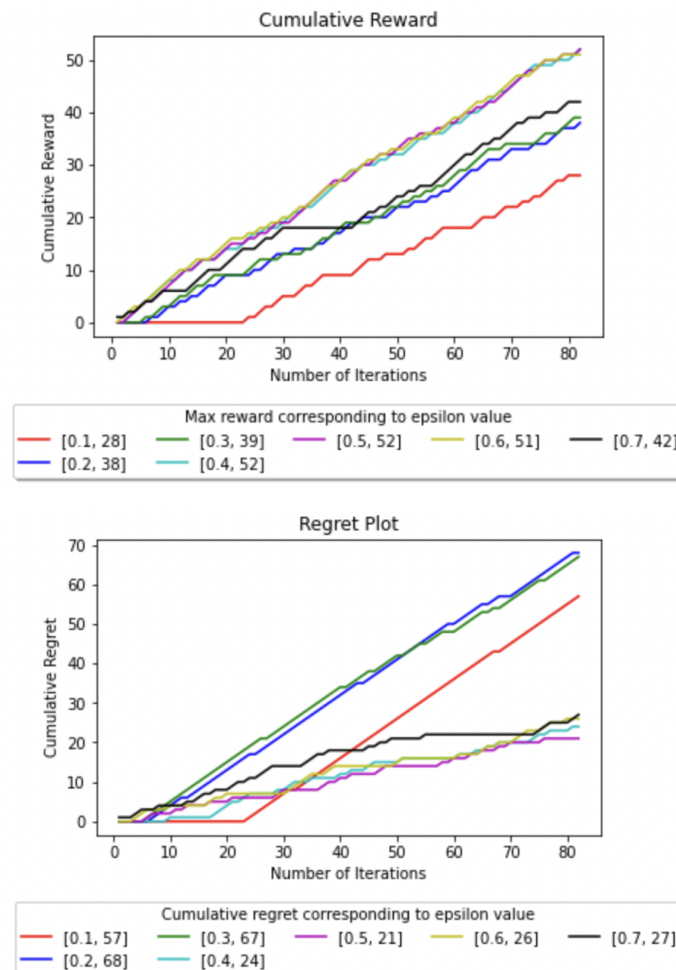 Cumulative Reward
Cumulative Reward
50
40
30
20
10
0
0 10 20 30 40 50 60 70 80
Number of Iterations
Max reward corresponding to epsilon value
[0.1, 28] [0.3, 39] [0.5, 52] [0.6, 51] [0.7, 42]
[0.2, 38] [0.4, 52]
Regret Plot
Cumulative Regret
70
60
50
40
30
20
10
0
0 10 20 30 40 50 60 70 80
Number of Iterations
Cumulative regret corresponding to epsilon value
[0.1, 57] [0.3, 67] [0.5, 21] [0.6, 26] [0.7, 27]
[0.2, 68] [0.4, 24]